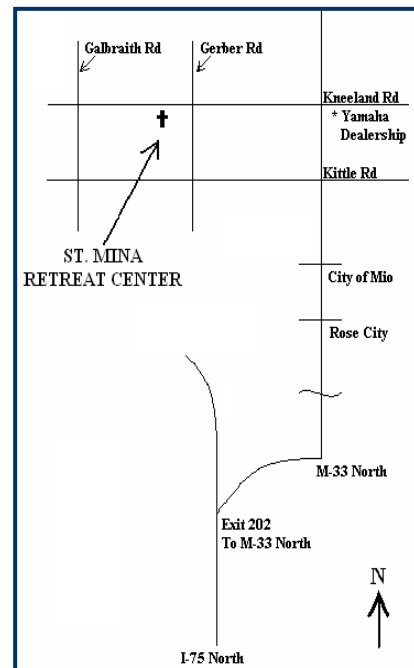 Galbraith Rd
Gerber Rd
Kneeland Rd
* Yamaha
Dealership
Kittle Rd
ST. MINA
RETREAT CENTER
City of Mio
Rose City
M-33 North
Exit 202
To M-33 North
N
I-75 North